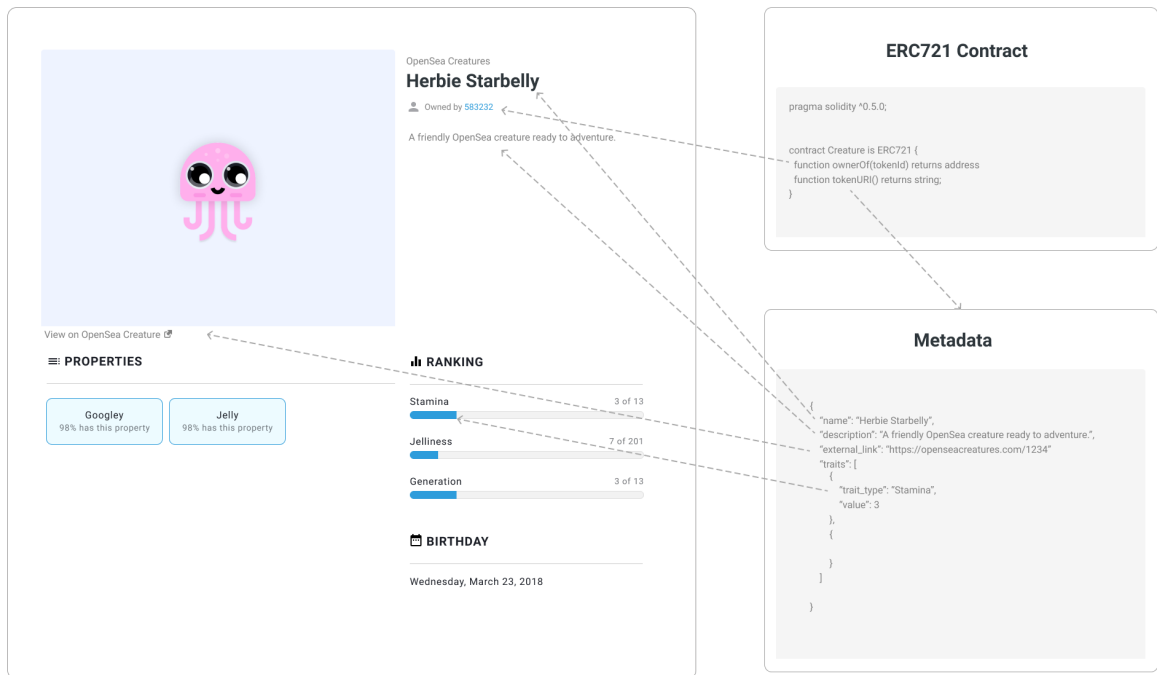 OpenSea Creatures
Herbie Starbelly
Owned by 583232
A friendly OpenSea creature ready to adventure.
View on OpenSea Creature
PROPERTIES
Googley
98% has this property
Jelly
98% has this property
RANKING
Stamina 3 of 13
Jelliness 7 of 201
Generation 3 of 13
BIRTHDAY
Wednesday, March 23, 2018
ERC721 Contract
pragma solidity ^0.5.0;
contract Creature is ERC721 {
function ownerOf(tokenId) returns address
function tokenURI() returns string;
}
Metadata
{
“name”: “Herbie Starbelly”,
“description”: “A friendly OpenSea creature ready to adventure.”,
“external_link”: “https://openseacreatures.com/1234”
“traits”: [
{
“trait_type”: “Stamina”,
“value”: 3
},
{
}
]
}